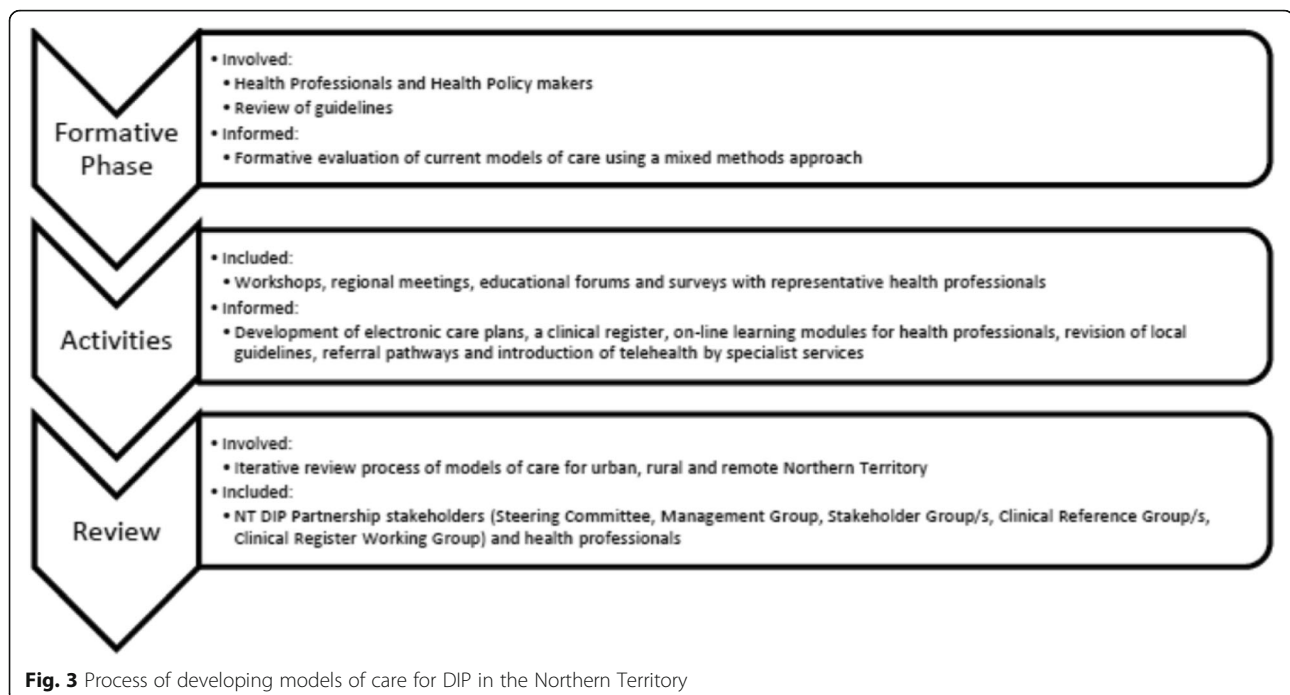 Formative
Phase
• Involved:
• Health Professionals and Health Policy makers
• Review of guidelines
• Informed:
• Formative evaluation of current models of care using a mixed methods approach
Activities
• Included:
• Workshops, regional meetings, educational forums and surveys with representative health professionals
• Informed:
• Development of electronic care plans, a clinical register, on-line learning modules for health professionals, revision of local
guidelines, referral pathways and introduction of telehealth by specialist services
Review
• Involved:
• Iterative review process of models of care for urban, rural and remote Northern Territory
• Included:
• NT DIP Partnership stakeholders (Steering Committee, Management Group, Stakeholder Group/s, Clinical Reference Group/s,
Clinical Register Working Group) and health professionals
Fig. 3 Process of developing models of care for DIP in the Northern Territory